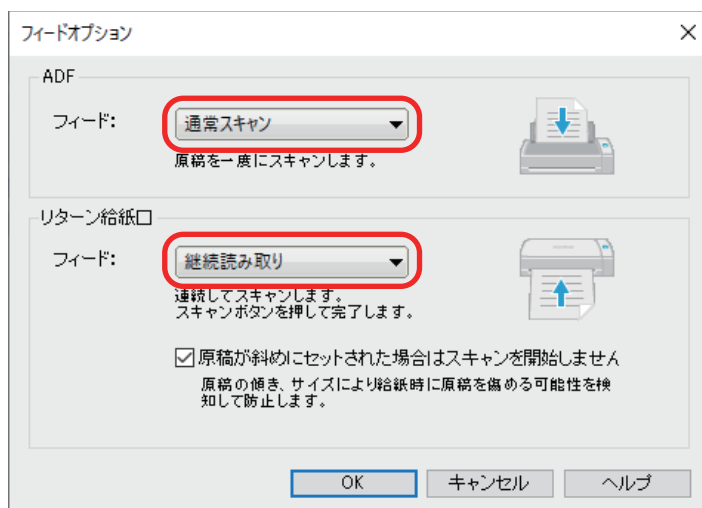 フィードオプション
ADF
フィード:
通常スキャン
原稿を一度にスキャンします。
リターン給紙口
フィード:
継続読み取り
連続してスキャンします。
スキャンボタンを押して完了します。
原稿が斜めにセットされた場合はスキャンを開始しません
原稿の傾き、サイズにより給紙時に原稿を傷める可能性を検
知して防止します。
OK
キャンセル
ヘルプ